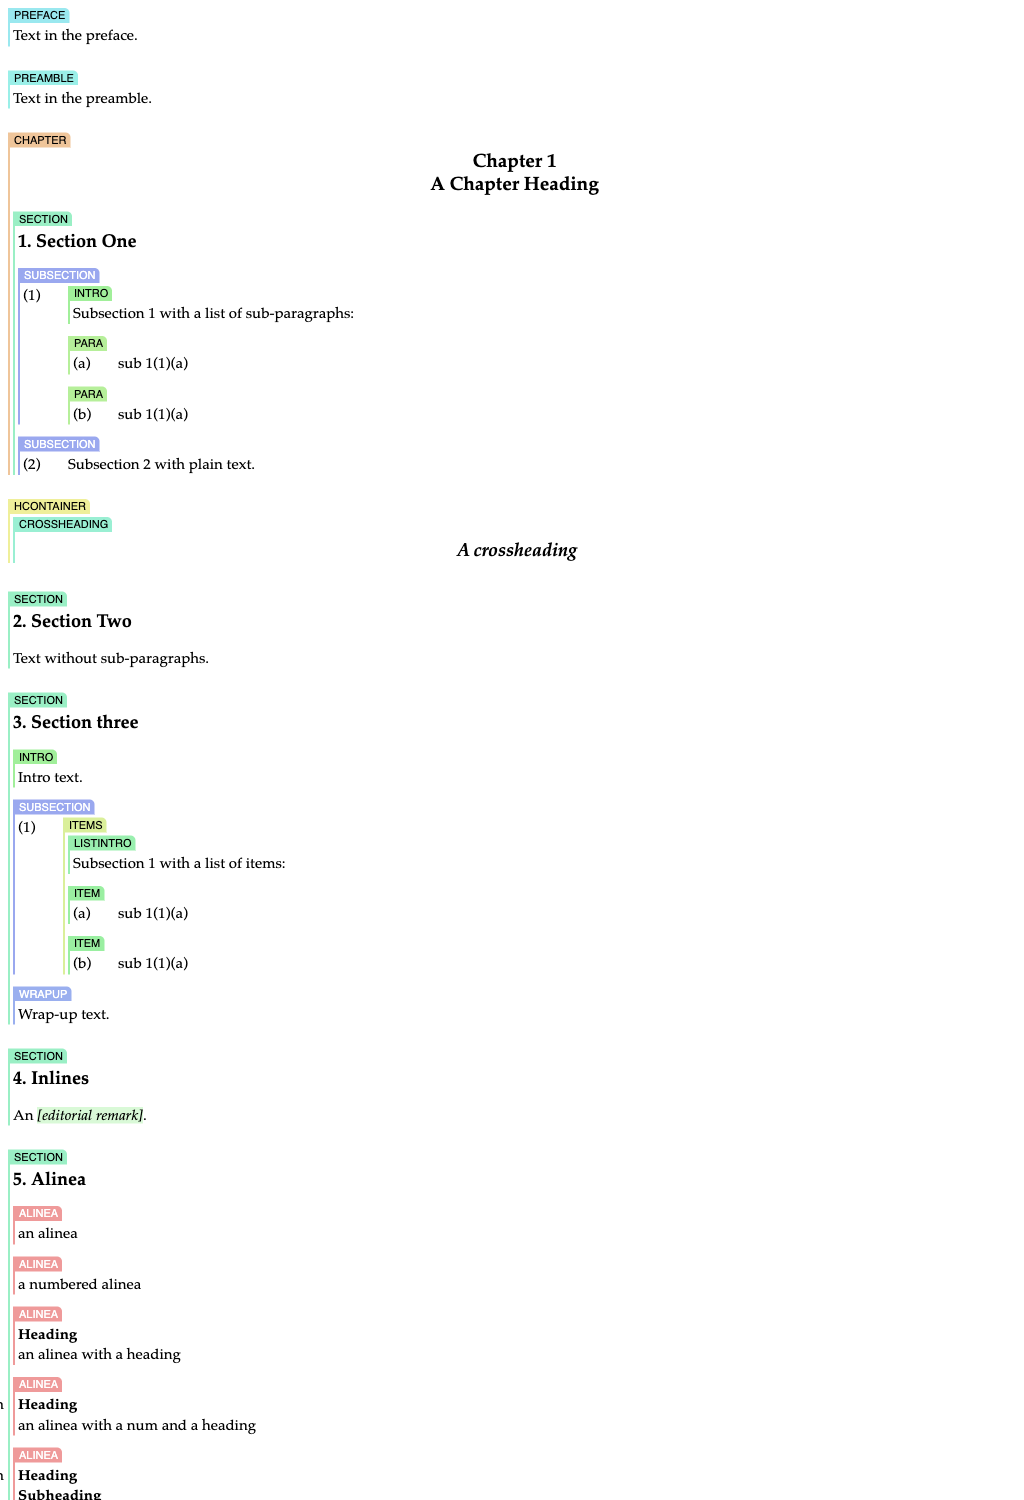 PREFACE
Text in the preface.
PREAMBLE
Text in the preamble.
CHAPTER
Chapter 1
A Chapter Heading
SECTION
1. Section One
SUBSECTION
(1) INTRO
Subsection 1 with a list of sub-paragraphs:
PARA
(a) sub 1(1)(a)
PARA
(b) sub 1(1)(a)
SUBSECTION
(2) Subsection 2 with plain text.
HCONTAINER
CROSSHEADING
A crossheading
SECTION
2. Section Two
Text without sub-paragraphs.
SECTION
3. Section three
INTRO
Intro text.
SUBSECTION
(1) ITEMS
LISTINTRO
Subsection 1 with a list of items:
ITEM
(a) sub 1(1)(a)
ITEM
(b) sub 1(1)(a)
WRAPUP
Wrap-up text.
SECTION
4. Inlines
An [editorial remark].
SECTION
5. Alinea
ALINEA
an alinea
ALINEA
a numbered alinea
ALINEA
Heading
an alinea with a heading
ALINEA
Heading
an alinea with a num and a heading
ALINEA
Heading
Subheading